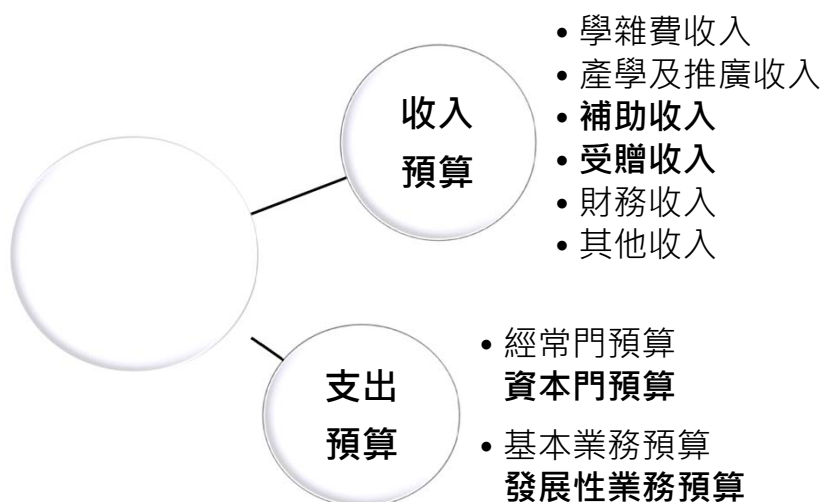 收入
預算
• 學雜費收入
• 產學及推廣收入
• 補助收入
• 受贈收入
• 財務收入
• 其他收入
支出
預算
• 經常門預算
資本門預算
• 基本業務預算
發展性業務預算